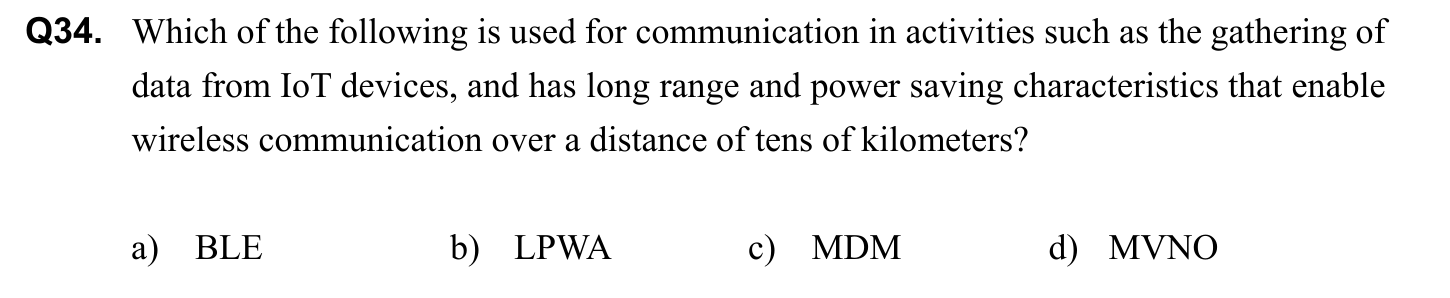 Q34. Which of the following is used for communication in activities such as the gathering of
data from IoT devices, and has long range and power saving characteristics that enable
wireless communication over a distance of tens of kilometers?
a) BLE b) LPWA c) MDM d) MVNO